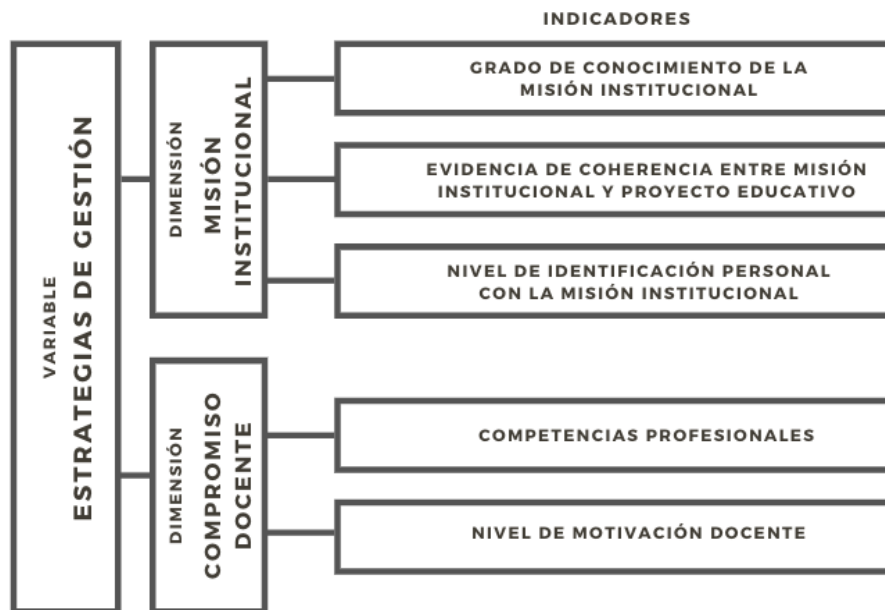 INDICADORES
VARIABLE
ESTRATEGIAS DE GESTIÓN
DIMENSIÓN
MISIÓN
INSTITUCIONAL
GRADO DE CONOCIMIENTO DE LA
MISIÓN INSTITUCIONAL
EVIDENCIA DE COHERENCIA ENTRE MISIÓN
INSTITUCIONAL Y PROYECTO EDUCATIVO
NIVEL DE IDENTIFICACIÓN PERSONAL
CON LA MISIÓN INSTITUCIONAL
DIMENSIÓN
COMPROMISO
DOCENTE
COMPETENCIAS PROFESIONALES
NIVEL DE MOTIVACIÓN DOCENTE